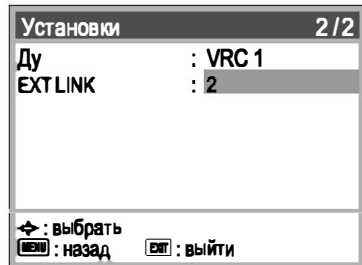 Установки 2/2
Ду : VRC 1
EXT LINK : 2
: выбрать
MENU : назад EXIT : выйти